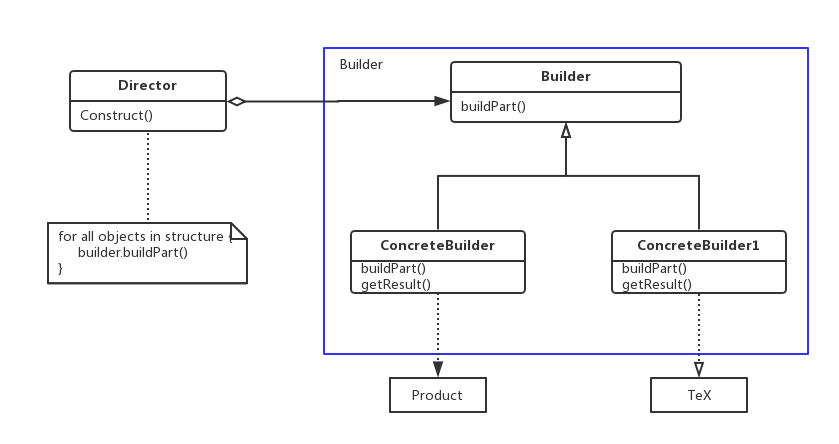 Builder
Director
Construct()
Builder
buildPart()
for all objects in structure {
builder.buildPart()
}
ConcreteBuilder
buildPart()
getResult()
ConcreteBuilder1
buildPart()
getResult()
Product
TeX